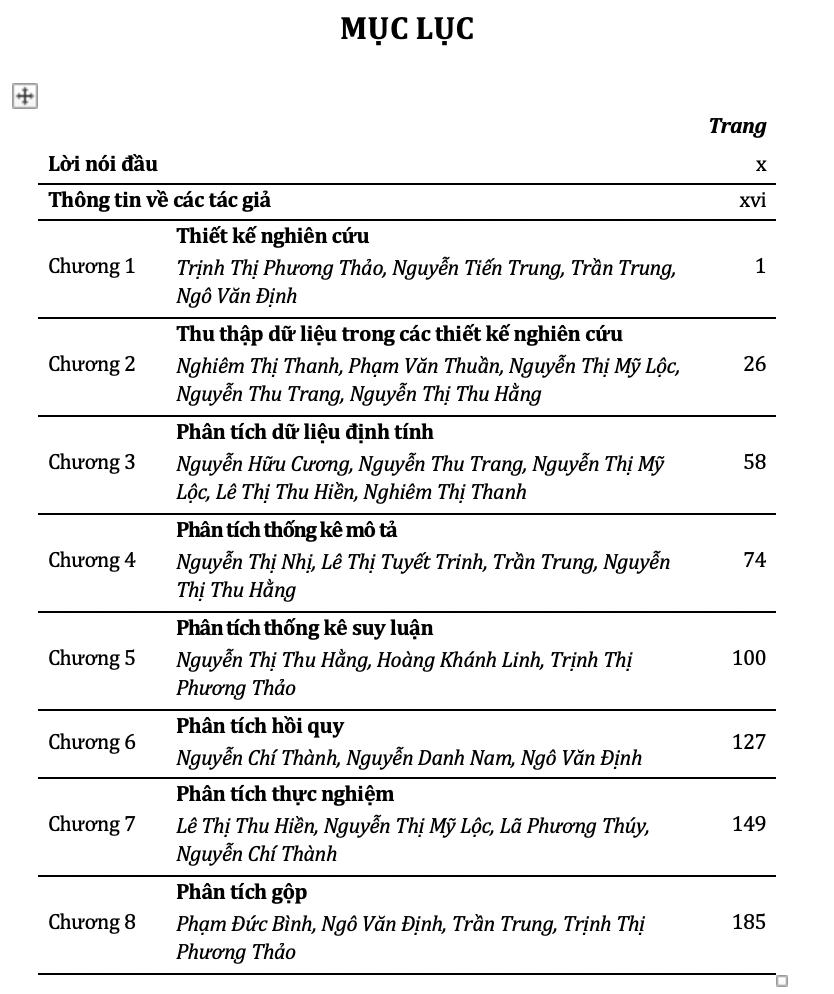 MỤC LỤC
Trang
Lời nói đầu x
Thông tin về các tác giả xvi
Thiết kế nghiên cứu
Chương 1 Trịnh Thị Phương Thảo, Nguyễn Tiến Trung, Trần Trung, 1
Ngô Văn Định
Thu thập dữ liệu trong các thiết kế nghiên cứu
Chương 2 Nghiêm Thị Thanh, Phạm Văn Thuần, Nguyễn Thị Mỹ Lộc, 26
Nguyễn Thu Trang, Nguyễn Thị Thu Hằng
Phân tích dữ liệu định tính
Chương 3 Nguyễn Hữu Cương, Nguyễn Thu Trang, Nguyễn Thị Mỹ 58
Lộc, Lê Thị Thu Hiền, Nghiêm Thị Thanh
Phân tích thống kê mô tả
Chương 4 Nguyễn Thị Nhị, Lê Thị Tuyết Trinh, Trần Trung, Nguyễn 74
Thị Thu Hằng
Phân tích thống kê suy luận
Chương 5 Nguyễn Thị Thu Hằng, Hoàng Khánh Linh, Trịnh Thị 100
Phương Thảo
Phân tích hồi quy
Chương 6 Nguyễn Chí Thành, Nguyễn Danh Nam, Ngô Văn Định 127
Phân tích thực nghiệm
Chương 7 Lê Thị Thu Hiền, Nguyễn Thị Mỹ Lộc, Lã Phương Thúy, 149
Nguyễn Chí Thành
Phân tích gộp
Chương 8 Phạm Đức Bình, Ngô Văn Định, Trần Trung, Trịnh Thị 185
Phương Thảo